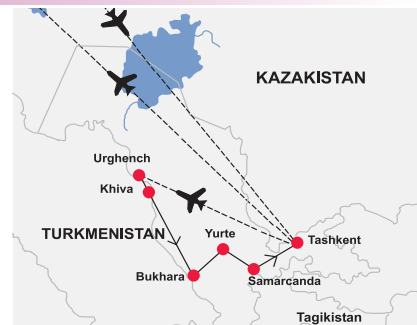 KAZAKISTAN
Urghench
Khiva
TURKMENISTAN
Yurte
Tashkent
Bukhara
Samarcanda
Tagikistan